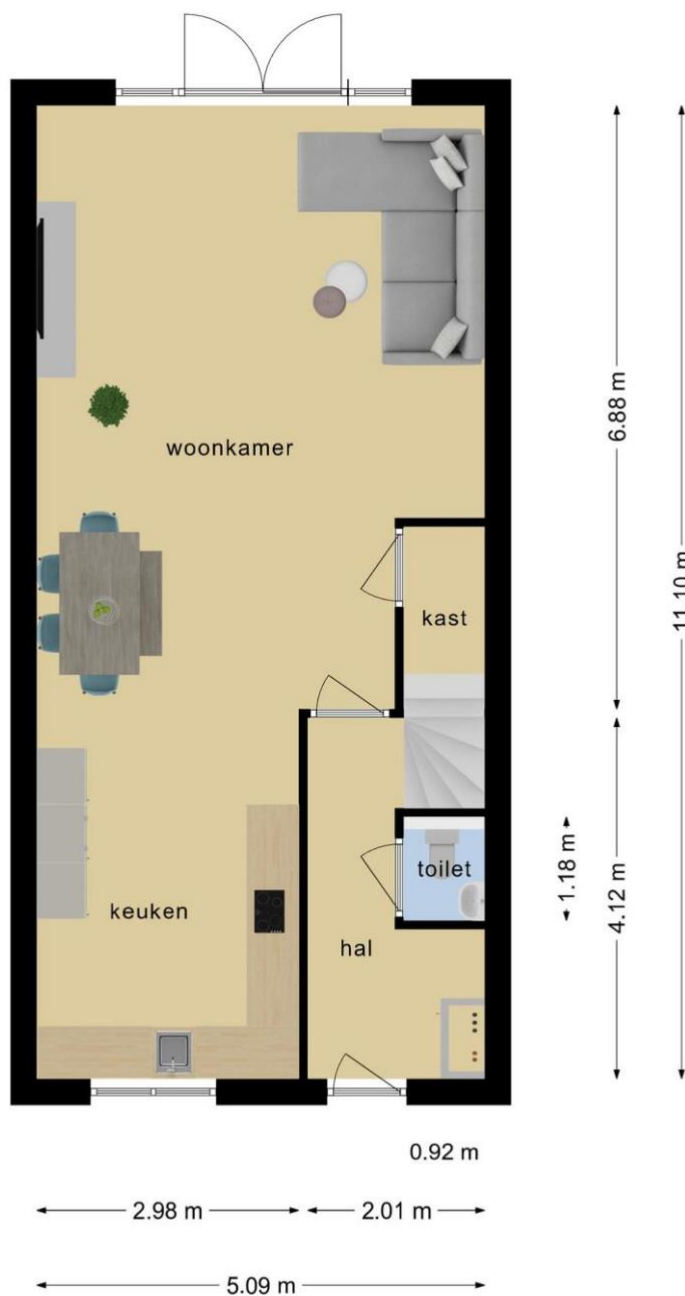 woonkamer
6.88 m
11.10 m
kast
toilet
1.18 m
4.12 m
keuken
hal
0.92 m
2.98 m
2.01 m
5.09 m